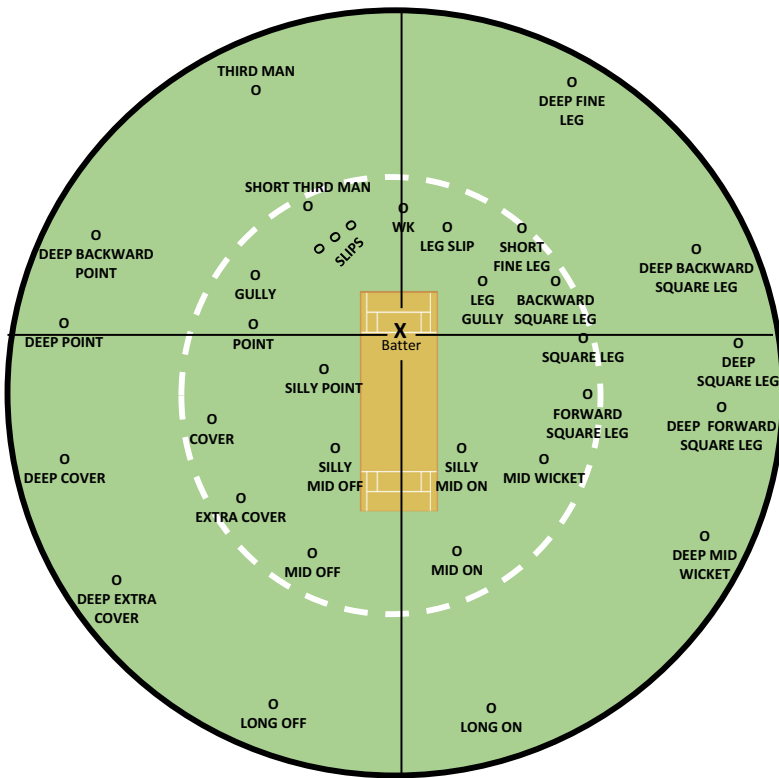 THIRD MAN
O
O
DEEP FINE
LEG
SHORT THIRD MAN
O
O
WK
O
LEG SLIP
O
SHORT
FINE LEG
O
O
O
SLIPS
O
DEEP BACKWARD
POINT
O
DEEP BACKWARD
SQUARE LEG
O
GULLY
O
LEG
GULLY
O
BACKWARD
SQUARE LEG
O
DEEP POINT
O
POINT
X
Batter
O
SQUARE LEG
O
DEEP
SQUARE LEG
O
SILLY POINT
O
FORWARD
SQUARE LEG
O
DEEP FORWARD
SQUARE LEG
O
COVER
O
DEEP COVER
O
SILLY
MID OFF
O
SILLY
MID ON
O
MID WICKET
O
EXTRA COVER
O
MID OFF
O
MID ON
O
DEEP MID
WICKET
O
DEEP EXTRA
COVER
O
LONG OFF
O
LONG ON